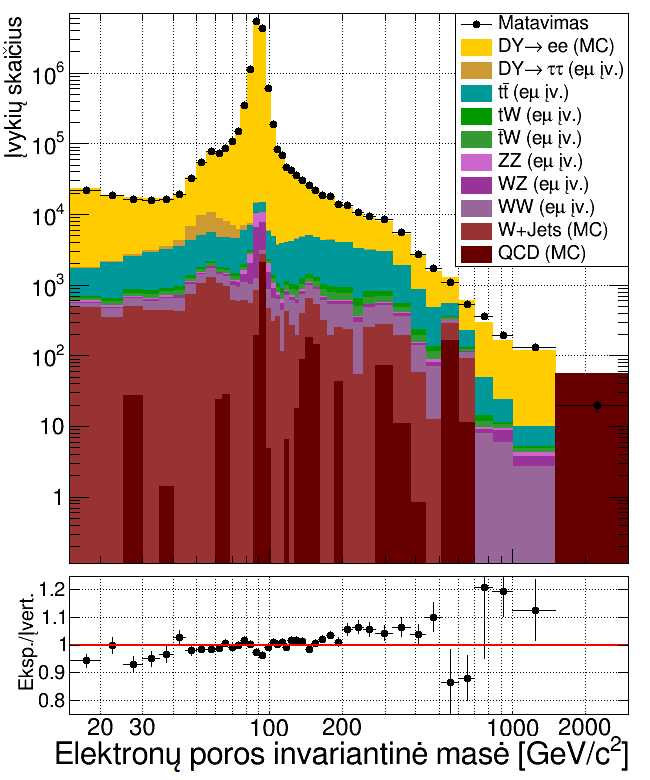 Įvykių skaičius
10⁶
10⁵
10⁴
10³
10²
10
1
Matavimas
DY→ ee (MC)
DY→ ττ (eμ įv.)
tt̄ (eμ įv.)
tW (eμ įv.)
t̄W (eμ įv.)
ZZ (eμ įv.)
WZ (eμ įv.)
WW (eμ įv.)
W+Jets (MC)
QCD (MC)
Eksp./Įvert.
1.2
1.1
1
0.9
0.8
20 30 100 200 1000 2000
Elektronų poros invariantinė masė [GeV/c²]